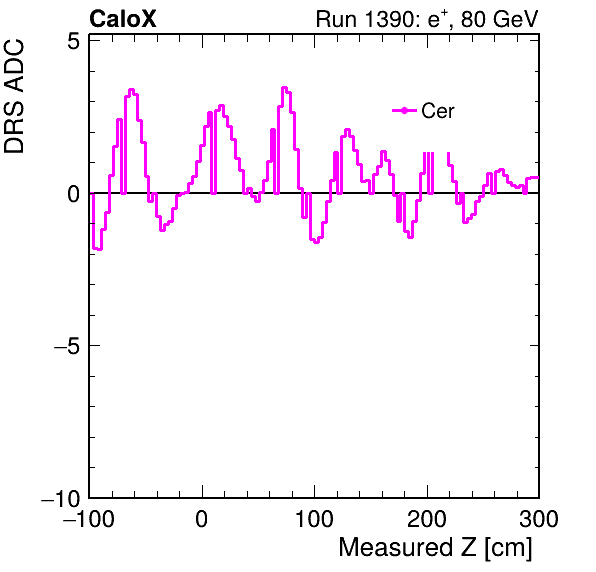 CaloX
Run 1390: e+, 80 GeV
DRS ADC
5
Cer
0
−5
−10
−100 0 100 200 300
Measured Z [cm]